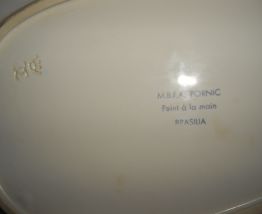 M.B.F.A. PORNIC
Peint à la main
BRASILIA